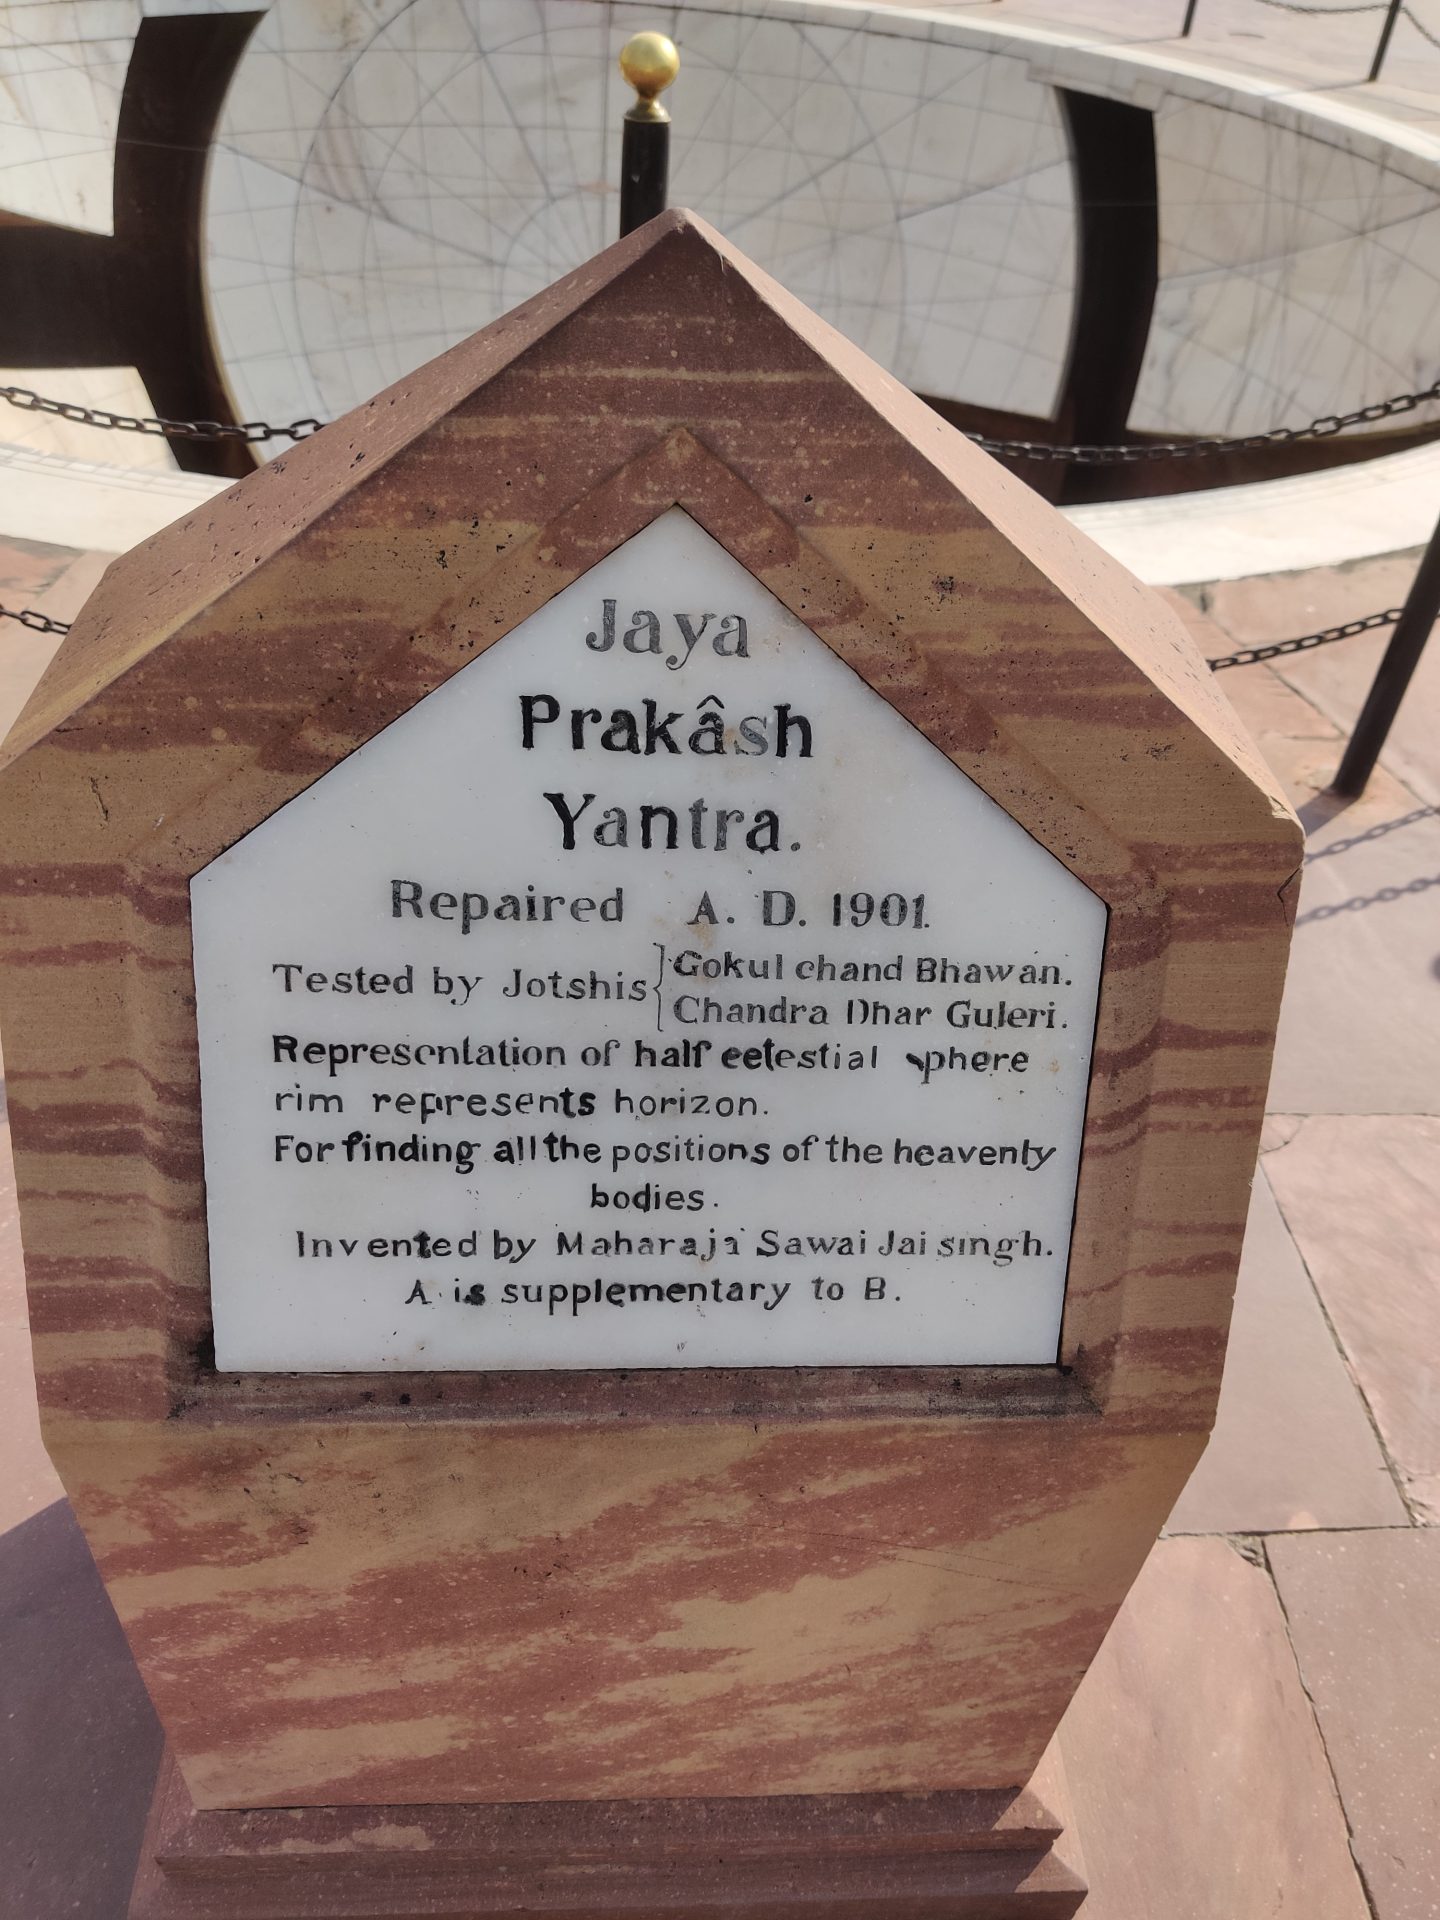 Jaya
Prakâsh
Yantra.
Repaired A. D. 1901.
Tested by Jotshis { Gokul chand Bhawan.
Chandra Dhar Guleri.
Representation of half celestial sphere
rim represents horizon.
For finding all the positions of the heavenly
bodies.
Invented by Maharaja Sawai Jai singh.
A is supplementary to B.